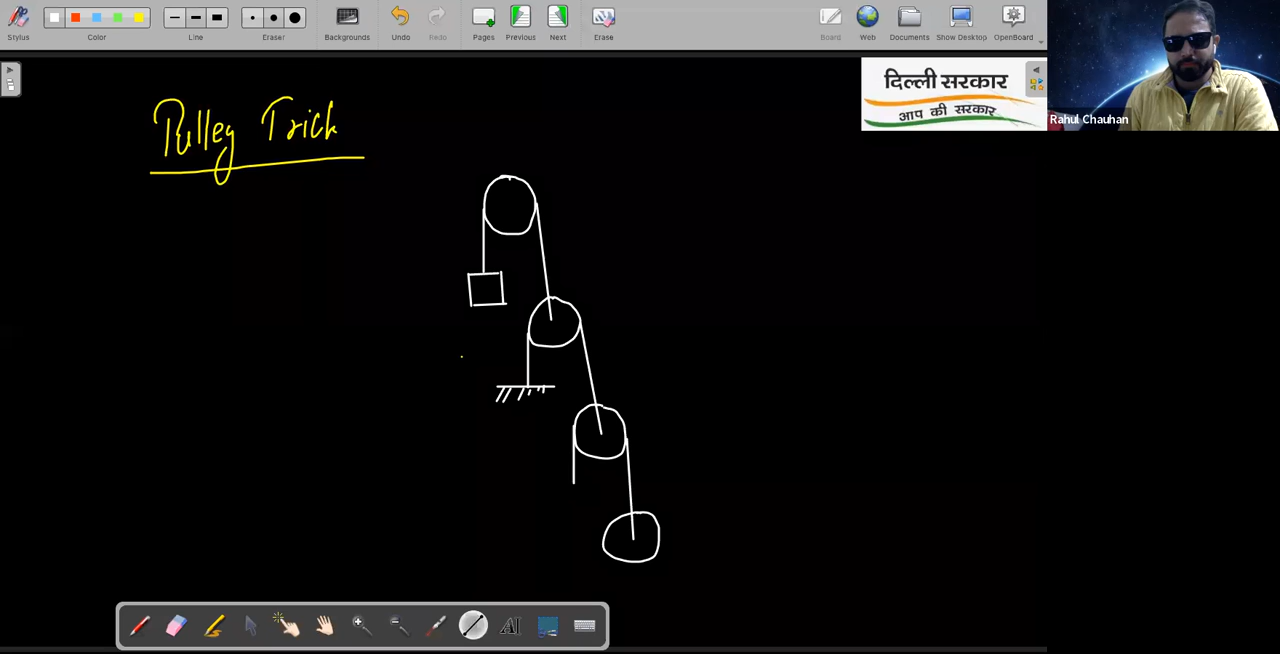 Stylus
Color
Line
Eraser
Backgrounds
Undo
Redo
Pages
Previous
Next
Erase
Board
Web
Documents
Show Desktop
OpenBoard
दिल्ली सरकार
आप की सरकार
Rahul Chauhan
Pulley Trick
AI